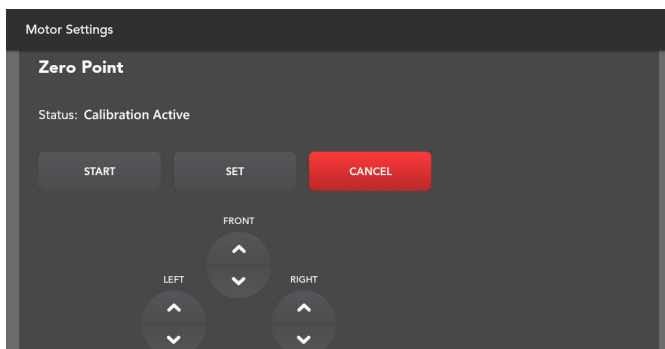 Motor Settings
Zero Point
Status: Calibration Active
START SET CANCEL
FRONT
LEFT RIGHT